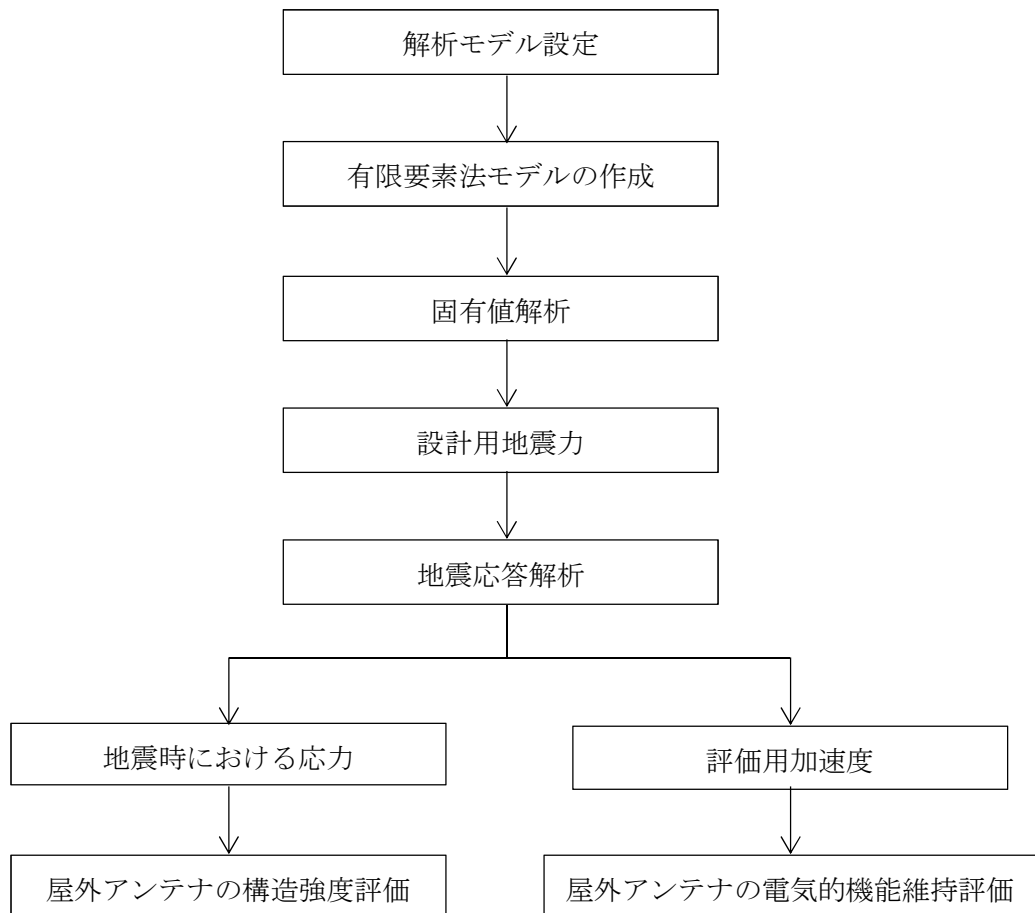 解析モデル設定
有限要素法モデルの作成
固有値解析
設計用地震力
地震応答解析
地震時における応力
評価用加速度
屋外アンテナの構造強度評価
屋外アンテナの電気的機能維持評価